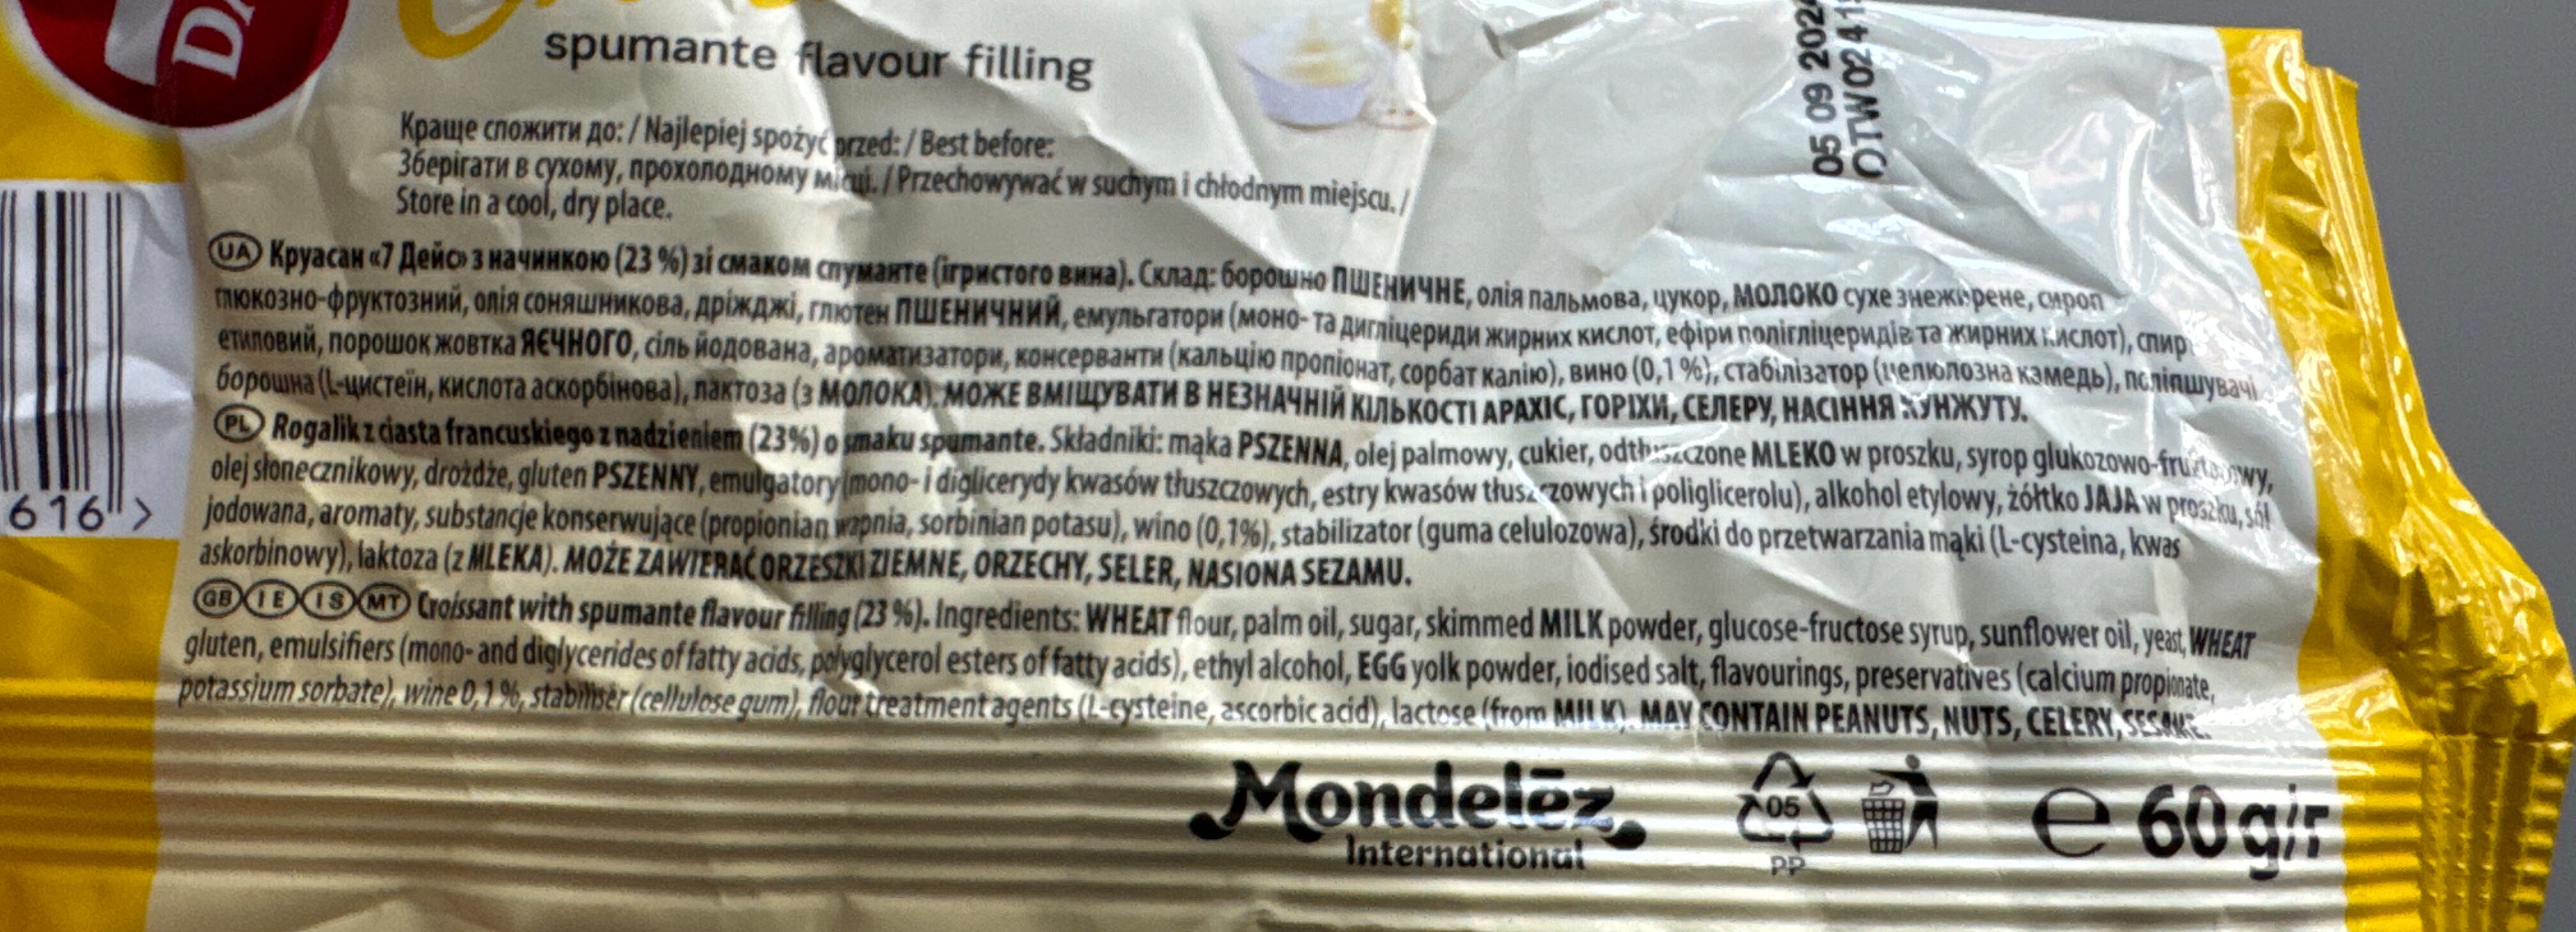 spumante flavour filling
05 09 202
OTW0241
Краще спожити до: / Najlepiej spożyć przed: / Best before:
Зберігати в сухому, прохолодному місці. / Przechowywać w suchym i chłodnym miejscu. /
Store in a cool, dry place.
UA Круасан «7 Дейс» з начинкою (23 %) зі смаком спуманте (ігристого вина). Склад: борошно ПШЕНИЧНЕ, олія пальмова, цукор, МОЛОКО сухе знежирене, сироп
глюкозно-фруктозний, олія соняшникова, дріжджі, глютен ПШЕНИЧНИЙ, емульгатори (моно- та дигліцериди жирних кислот, ефіри полігліцеридів та жирних кислот), спирт
етиловий, порошок жовтка ЯЄЧНОГО, сіль йодована, ароматизатори, консерванти (кальцію пропіонат, сорбат калію), вино (0,1 %), стабілізатор (целюлозна камедь), поліпшувачі
борошна (L-цистеїн, кислота аскорбінова), лактоза (з МОЛОКА). МОЖЕ ВМІЩУВАТИ В НЕЗНАЧНІЙ КІЛЬКОСТІ АРАХІС, ГОРІХИ, СЕЛЕРУ, НАСІННЯ КУНЖУТУ.
PL Rogalik z ciasta francuskiego z nadzieniem (23%) o smaku spumante. Składniki: mąka PSZENNA, olej palmowy, cukier, odtłuszczone MLEKO w proszku, syrop glukozowo-fruktozowy,
olej słonecznikowy, drożdże, gluten PSZENNY, emulgatory (mono- i diglicerydy kwasów tłuszczowych, estry kwasów tłuszczowych i poliglicerolu), alkohol etylowy, żółtko JAJA w proszku, sól
jodowana, aromaty, substancje konserwujące (propionian wapnia, sorbinian potasu), wino (0,1%), stabilizator (guma celulozowa), środki do przetwarzania mąki (L-cysteina, kwas
askorbinowy), laktoza (z MLEKA). MOŻE ZAWIERAĆ ORZESZKI ZIEMNE, ORZECHY, SELER, NASIONA SEZAMU.
GB IE IS MT Croissant with spumante flavour filling (23 %). Ingredients: WHEAT flour, palm oil, sugar, skimmed MILK powder, glucose-fructose syrup, sunflower oil, yeast, WHEAT
gluten, emulsifiers (mono- and diglycerides of fatty acids, polyglycerol esters of fatty acids), ethyl alcohol, EGG yolk powder, iodised salt, flavourings, preservatives (calcium propionate,
potassium sorbate), wine 0,1 %, stabiliser (cellulose gum), flour treatment agents (L-cysteine, ascorbic acid), lactose (from MILK). MAY CONTAIN PEANUTS, NUTS, CELERY, SESAME.
616 >
Mondelēz
International
05
PP
e 60 g/г